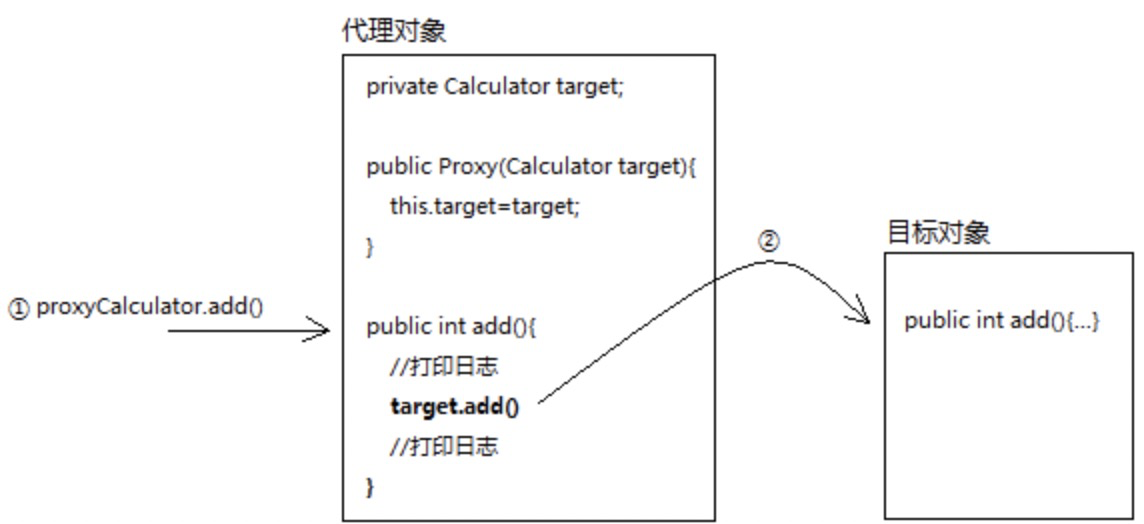 代理对象
private Calculator target;
public Proxy(Calculator target){
this.target=target;
}
① proxyCalculator.add()
public int add(){
//打印日志
target.add()
//打印日志
}
②
目标对象
public int add(){...}